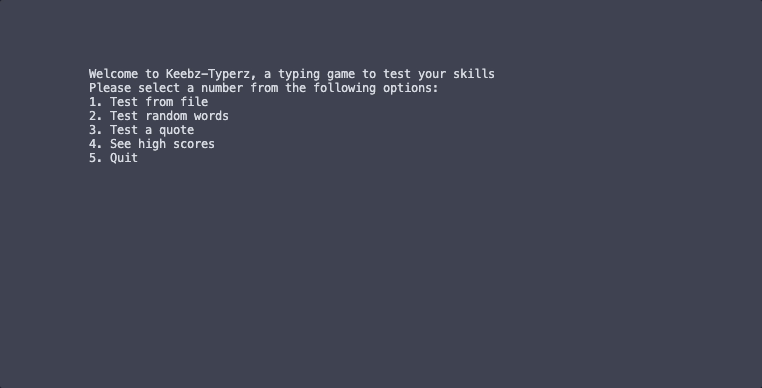 Welcome to Keebz-Typerz, a typing game to test your skills
Please select a number from the following options:
1. Test from file
2. Test random words
3. Test a quote
4. See high scores
5. Quit